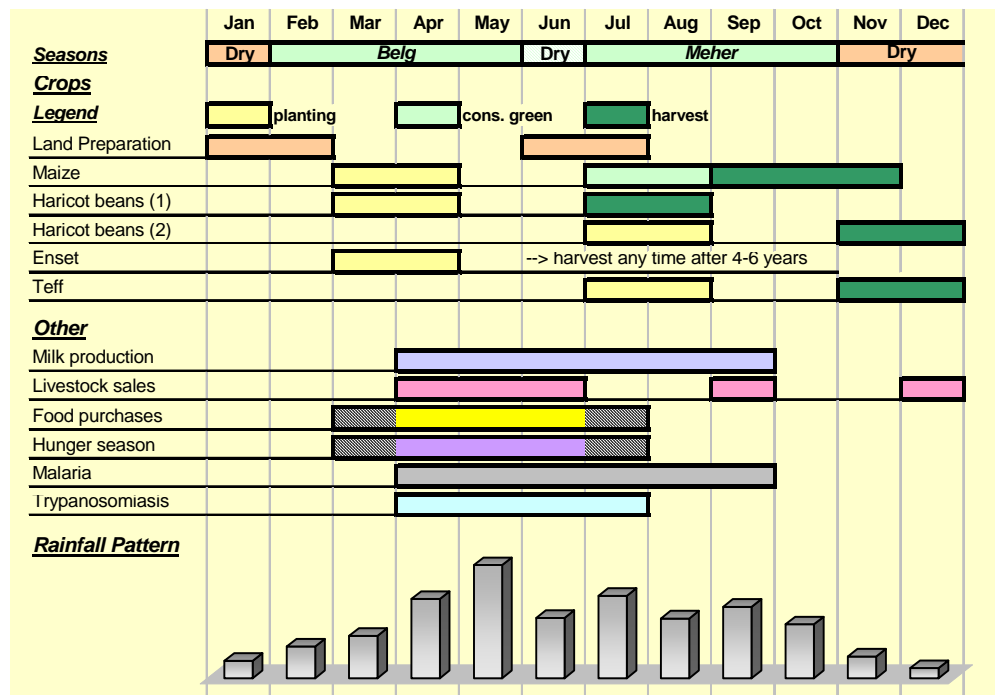 Jan Feb Mar Apr May Jun Jul Aug Sep Oct Nov Dec
Seasons Dry Belg Dry Meher Dry
Crops
Legend planting cons. green harvest
Land Preparation
Maize
Haricot beans (1)
Haricot beans (2)
Enset --> harvest any time after 4-6 years
Teff
Other
Milk production
Livestock sales
Food purchases
Hunger season
Malaria
Trypanosomiasis
Rainfall Pattern